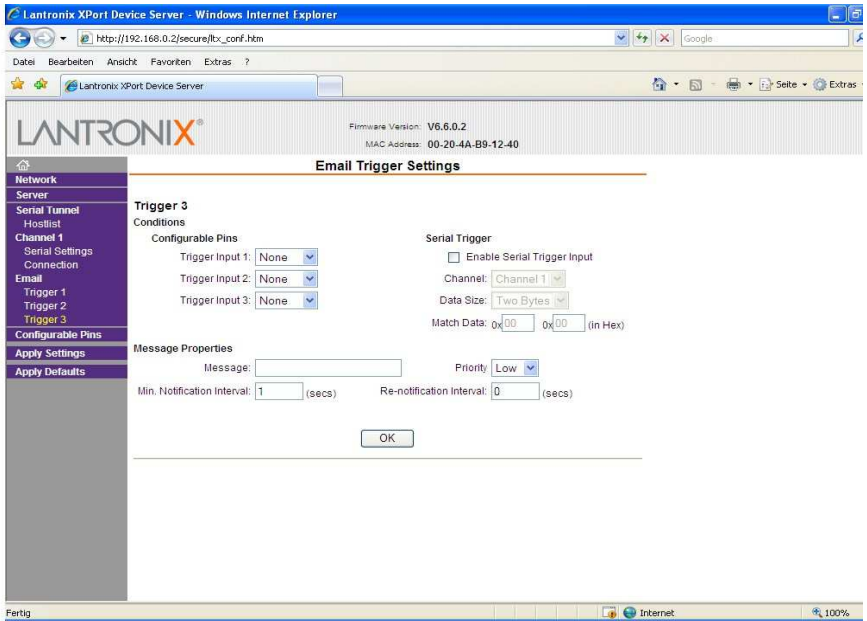 Lantronix XPort Device Server - Windows Internet Explorer
http://192.168.0.2/secure/ltx_conf.htm
Google
Datei Bearbeiten Ansicht Favoriten Extras ?
Lantronix XPort Device Server
Seite Extras
LANTRONIX®
Firmware Version: V6.6.0.2
MAC Address: 00-20-4A-B9-12-40
Network
Server
Serial Tunnel
Hostlist
Channel 1
Serial Settings
Connection
Email
Trigger 1
Trigger 2
Trigger 3
Configurable Pins
Apply Settings
Apply Defaults
Email Trigger Settings
Trigger 3
Conditions
Configurable Pins
Trigger Input 1: None
Trigger Input 2: None
Trigger Input 3: None
Serial Trigger
Enable Serial Trigger Input
Channel: Channel 1
Data Size: Two Bytes
Match Data: 0x00 0x00 (in Hex)
Message Properties
Message:
Priority Low
Min. Notification Interval: 1 (secs)
Re-notification Interval: 0 (secs)
OK
Fertig
Internet
100%